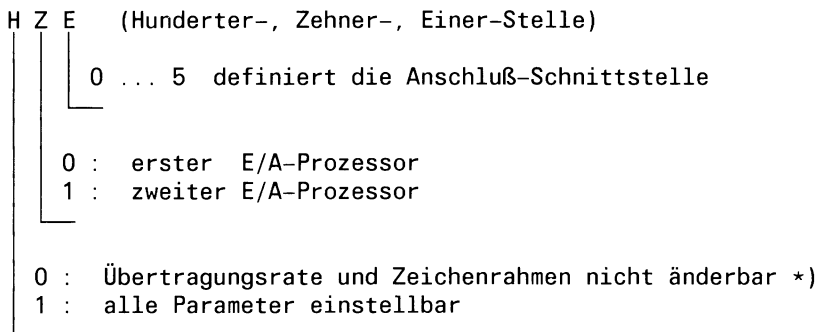 H Z E (Hunderter-, Zehner-, Einer-Stelle)
0 ... 5 definiert die Anschluß-Schnittstelle
0 : erster E/A-Prozessor
1 : zweiter E/A-Prozessor
0 : Übertragungsrate und Zeichenrahmen nicht änderbar *)
1 : alle Parameter einstellbar